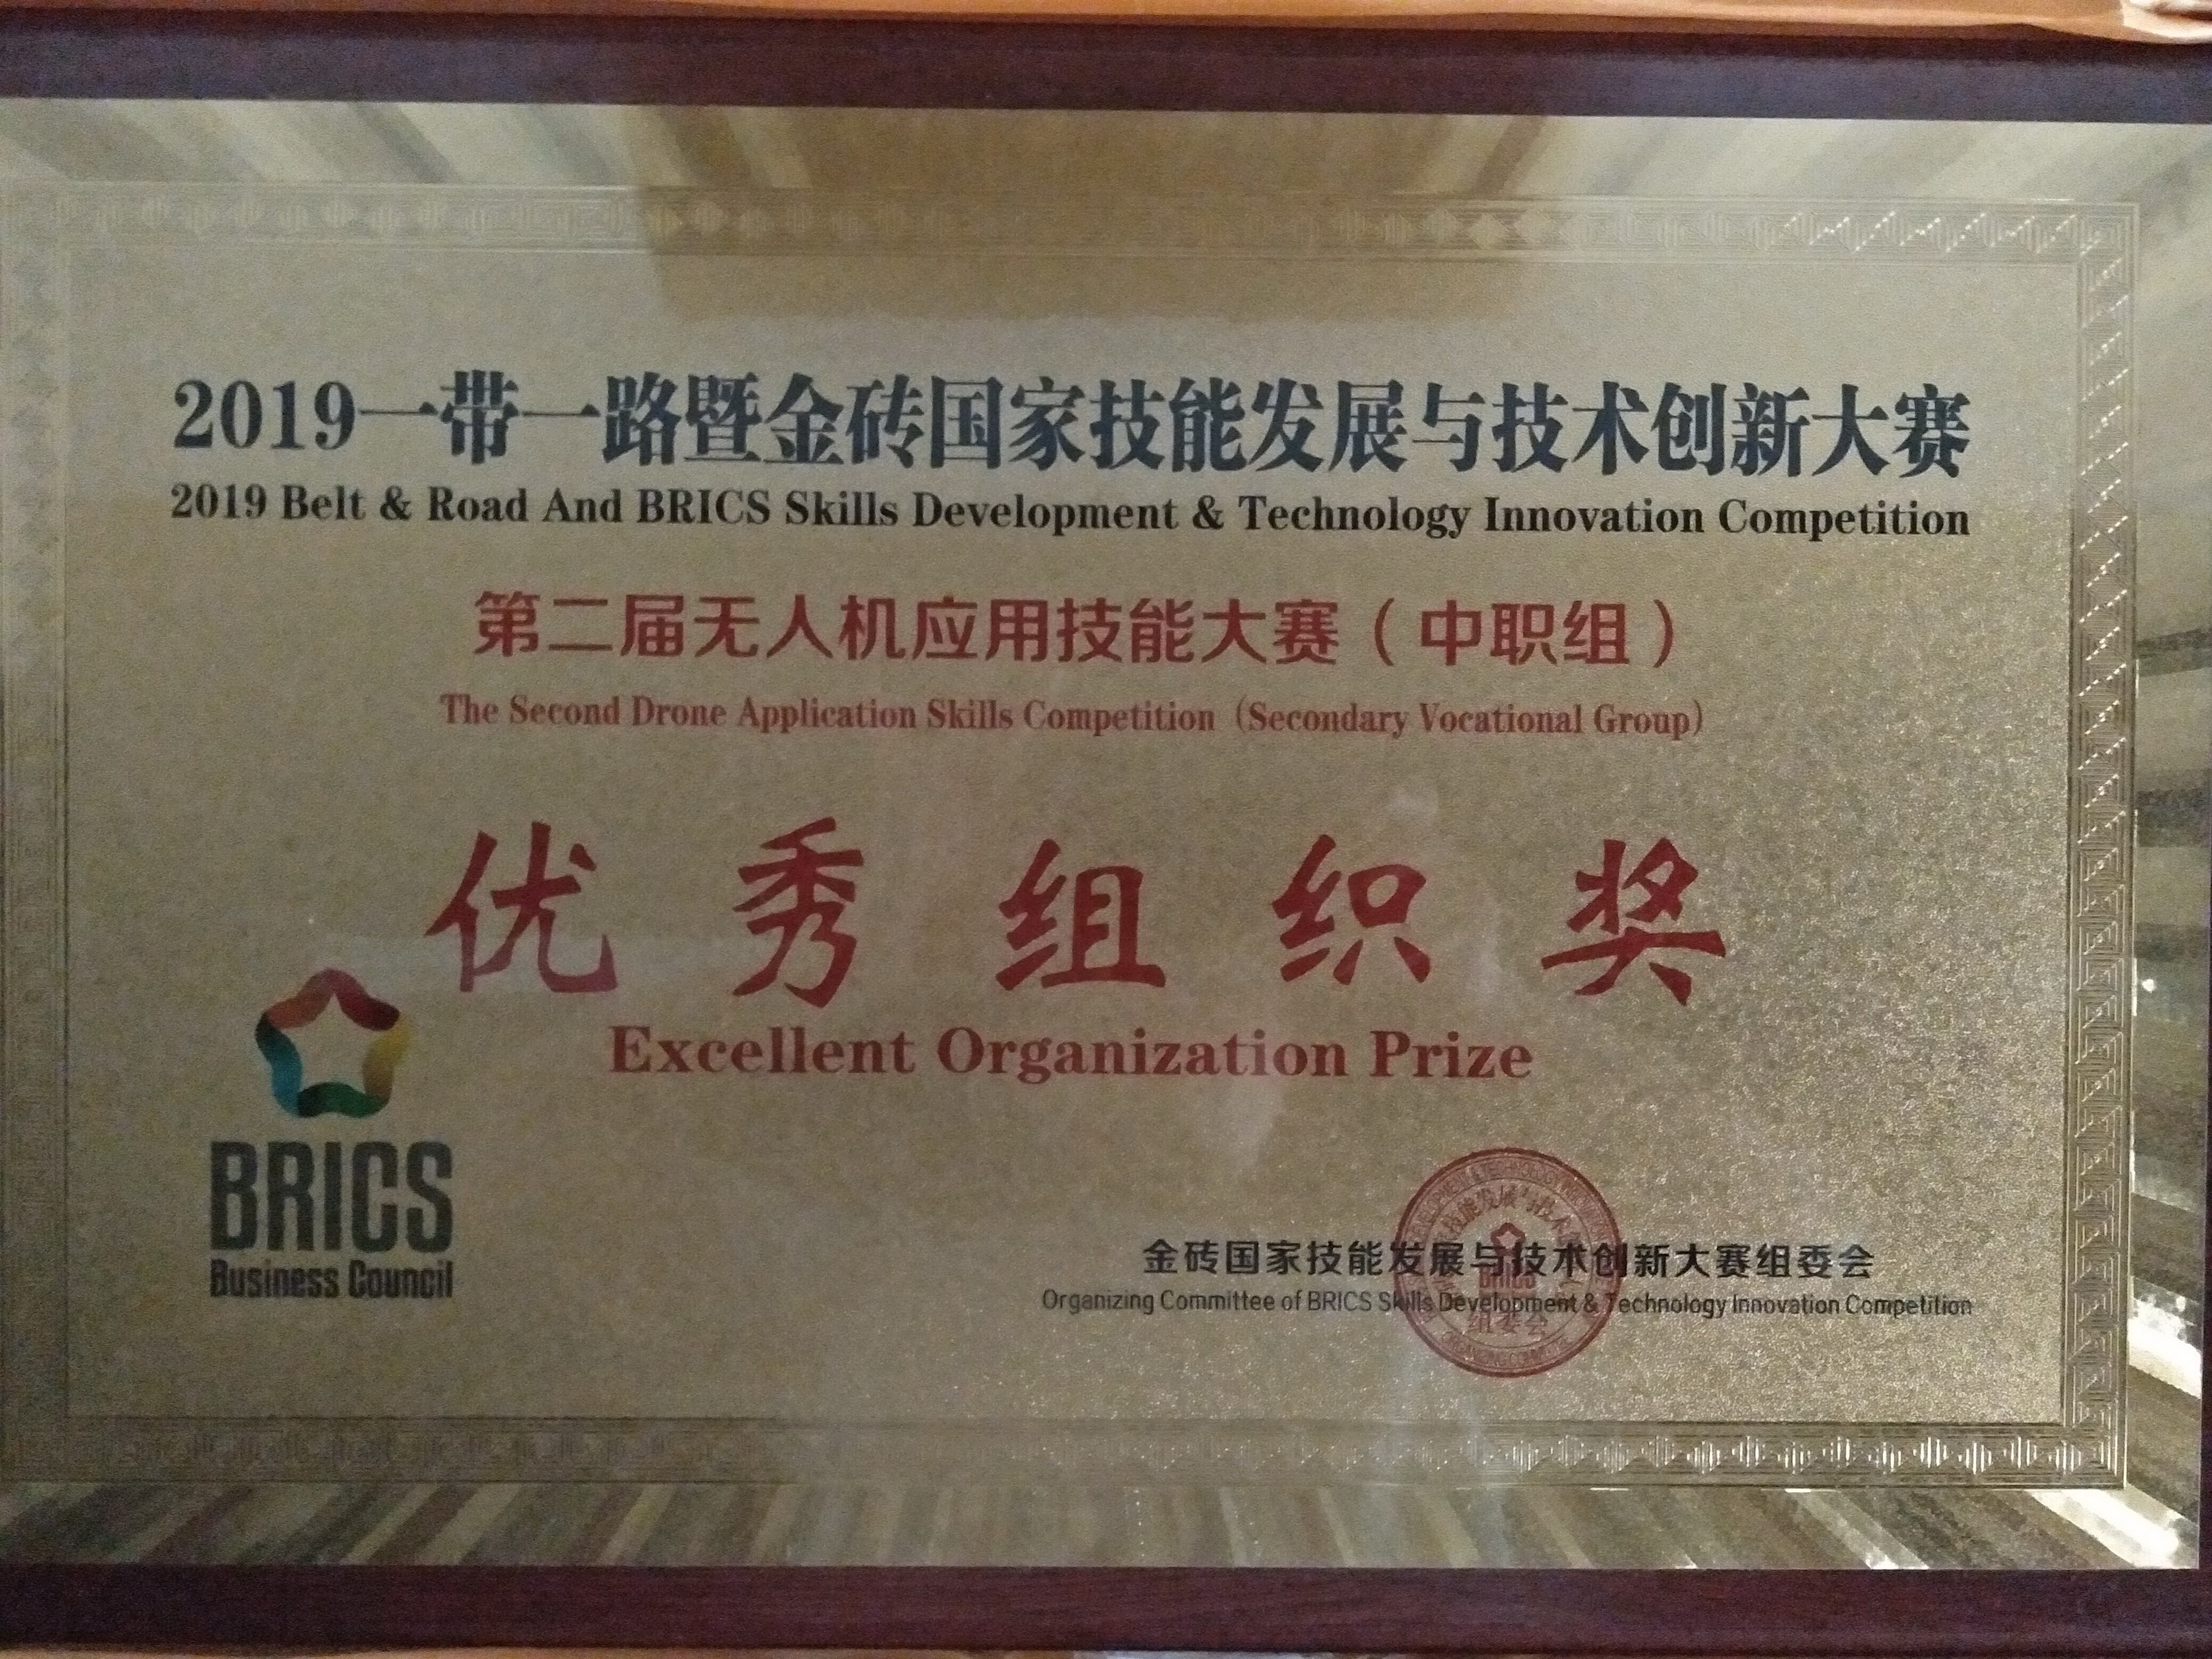 2019一带一路暨金砖国家技能发展与技术创新大赛
2019 Belt & Road And BRICS Skills Development & Technology Innovation Competition
第二届无人机应用技能大赛（中职组）
The Second Drone Application Skills Competition (Secondary Vocational Group)
优秀组织奖
Excellent Organization Prize
BRICS
Business Council
金砖国家技能发展与技术创新大赛组委会
Organizing Committee of BRICS Skills Development & Technology Innovation Competition